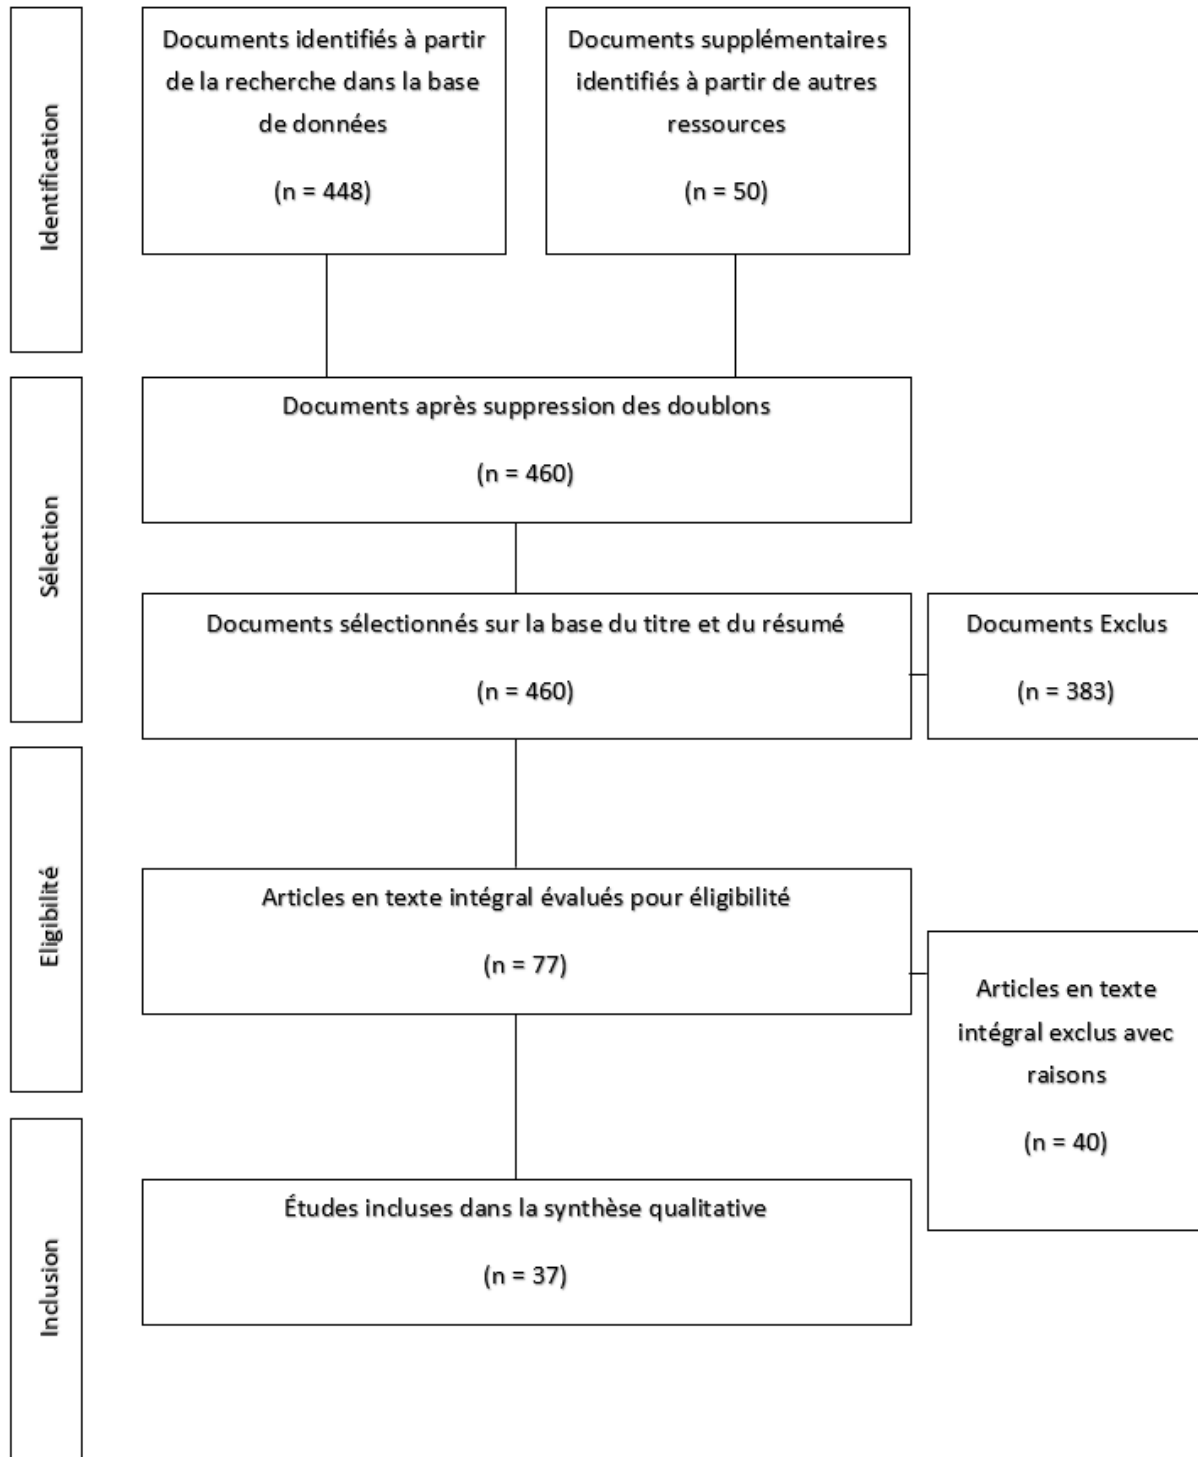 Identification
Documents identifiés à partir
de la recherche dans la base
de données
(n = 448)
Documents supplémentaires
identifiés à partir de autres
ressources
(n = 50)
Sélection
Documents après suppression des doublons
(n = 460)
Documents sélectionnés sur la base du titre et du résumé
(n = 460)
Documents Exclus
(n = 383)
Eligibilité
Articles en texte intégral évalués pour éligibilité
(n = 77)
Articles en texte
intégral exclus avec
raisons
(n = 40)
Inclusion
Études incluses dans la synthèse qualitative
(n = 37)